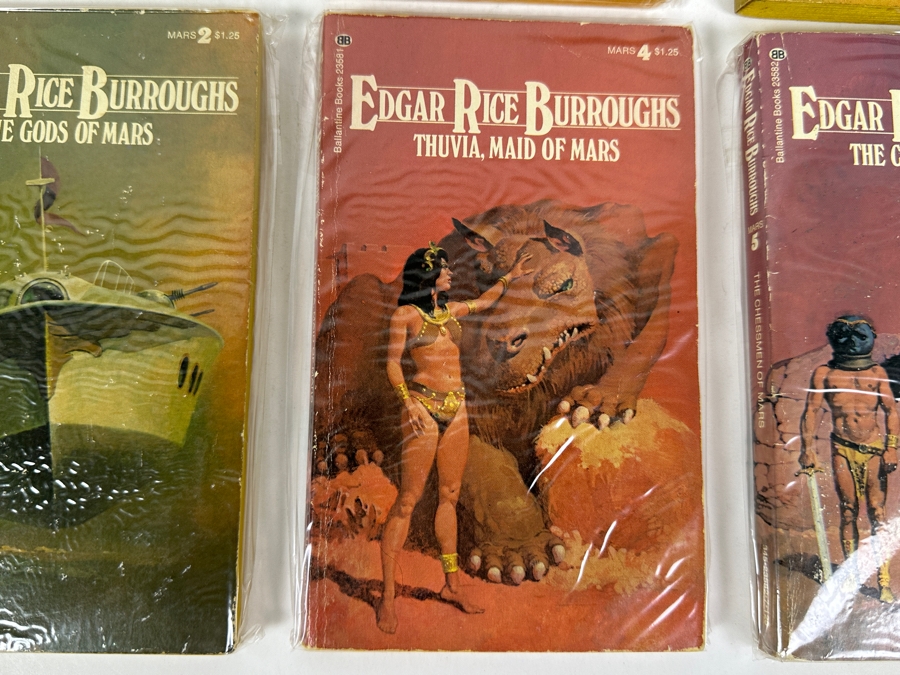 MARS 2 $1.25
RICE BURROUGHS
E GODS OF MARS
BB
Ballantine Books 23581
MARS 4 $1.25
EDGAR RICE BURROUGHS
THUVIA, MAID OF MARS
BB
EDGAR RICE BURROUGHS
MARS
5
THE CHESSMEN OF MARS
BB
Ballantine Books 23582
EDGAR
THE C